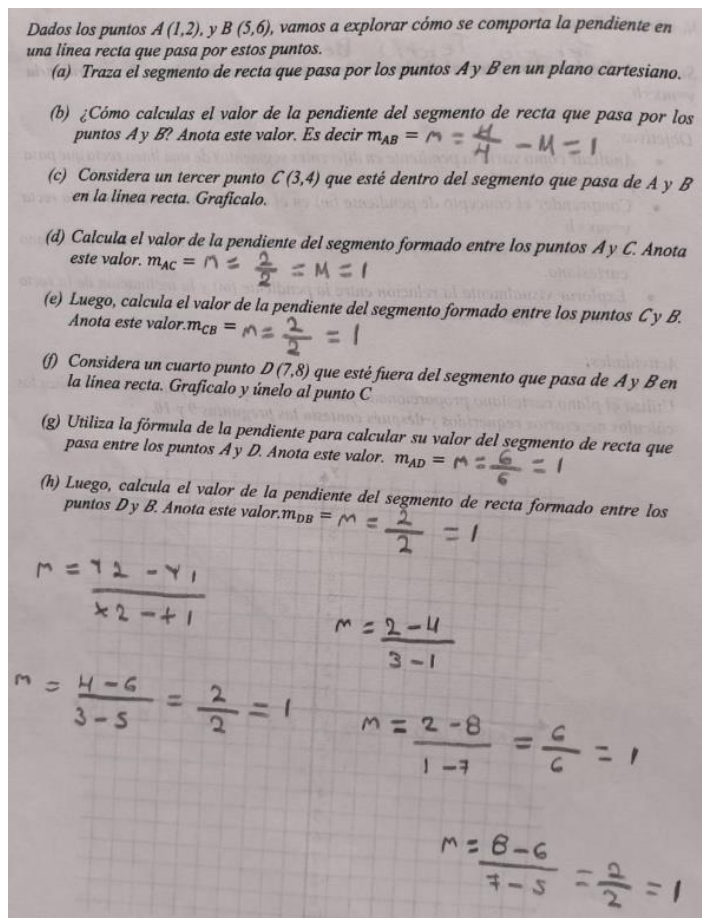 Dados los puntos A (1,2), y B (5,6), vamos a explorar cómo se comporta la pendiente en
una línea recta que pasa por estos puntos.
(a) Traza el segmento de recta que pasa por los puntos A y B en un plano cartesiano.
(b) ¿Cómo calculas el valor de la pendiente del segmento de recta que pasa por los
puntos A y B? Anota este valor. Es decir m_AB = m = 4/4 - M = 1
(c) Considera un tercer punto C (3,4) que esté dentro del segmento que pasa de A y B
en la línea recta. Grafícalo.
(d) Calcula el valor de la pendiente del segmento formado entre los puntos A y C. Anota
este valor. m_AC = m = 2/2 = M = 1
(e) Luego, calcula el valor de la pendiente del segmento formado entre los puntos C y B.
Anota este valor.m_CB = m = 2/2 = 1
(f) Considera un cuarto punto D (7,8) que esté fuera del segmento que pasa de A y B en
la línea recta. Grafícalo y únelo al punto C
(g) Utiliza la fórmula de la pendiente para calcular su valor del segmento de recta que
pasa entre los puntos A y D. Anota este valor. m_AD = m = 6/6 = 1
(h) Luego, calcula el valor de la pendiente del segmento de recta formado entre los
puntos D y B. Anota este valor.m_DB = m = 2/2 = 1
m = Y2 - Y1 / x2 - x1
m = 2 - 4 / 3 - 1
m = 4 - 6 / 3 - 5 = 2/2 = 1
m = 2 - 8 / 1 - 7 = 6/6 = 1
m = 8 - 6 / 7 - 5 = 2/2 = 1